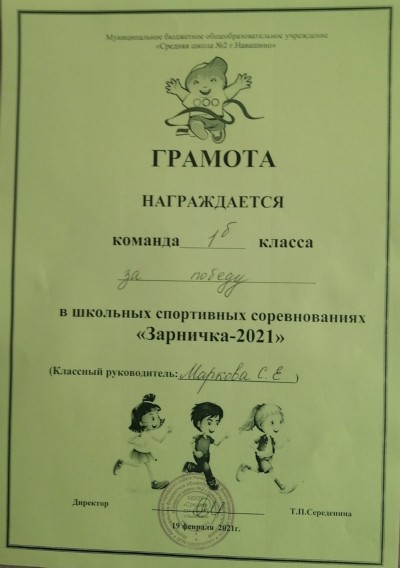 Муниципальное бюджетное общеобразовательное учреждение
«Средняя школа №2 г.Навашино»
ГРАМОТА
НАГРАЖДАЕТСЯ
команда 1б класса
за победу
в школьных спортивных соревнованиях
«Зарничка-2021»
(Классный руководитель: Маркова С.Е )
Директор Т.П.Середенина
19 февраля 2021г.